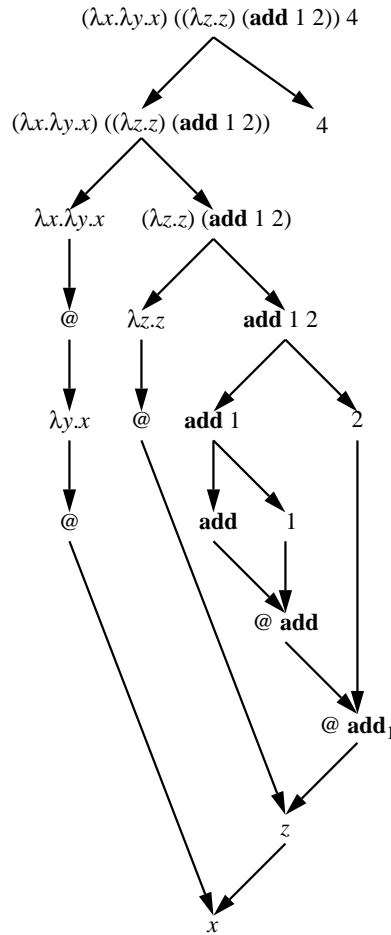 (λx.λy.x) ((λz.z) (add 1 2)) 4
(λx.λy.x) ((λz.z) (add 1 2)) 4
λx.λy.x (λz.z) (add 1 2)
@ λz.z add 1 2
λy.x @ add 1 2
@ add 1
@ add
@ add₁
z
x